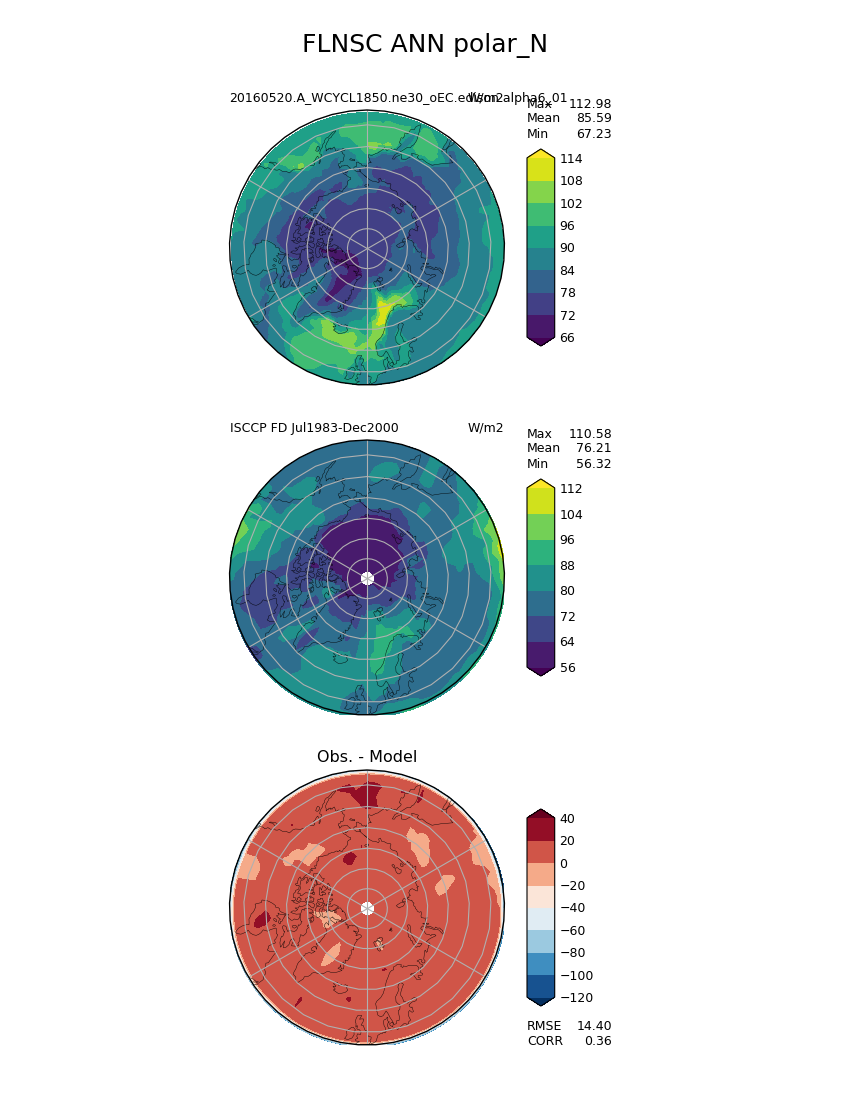 FLNSC ANN polar_N
20160520.A_WCYCL1850.ne30_oEC.edison.alpha6_01 W/m2
Max 112.98
Mean 85.59
Min 67.23
114
108
102
96
90
84
78
72
66
ISCCP FD Jul1983-Dec2000 W/m2
Max 110.58
Mean 76.21
Min 56.32
112
104
96
88
80
72
64
56
Obs. - Model
40
20
0
−20
−40
−60
−80
−100
−120
RMSE 14.40
CORR 0.36